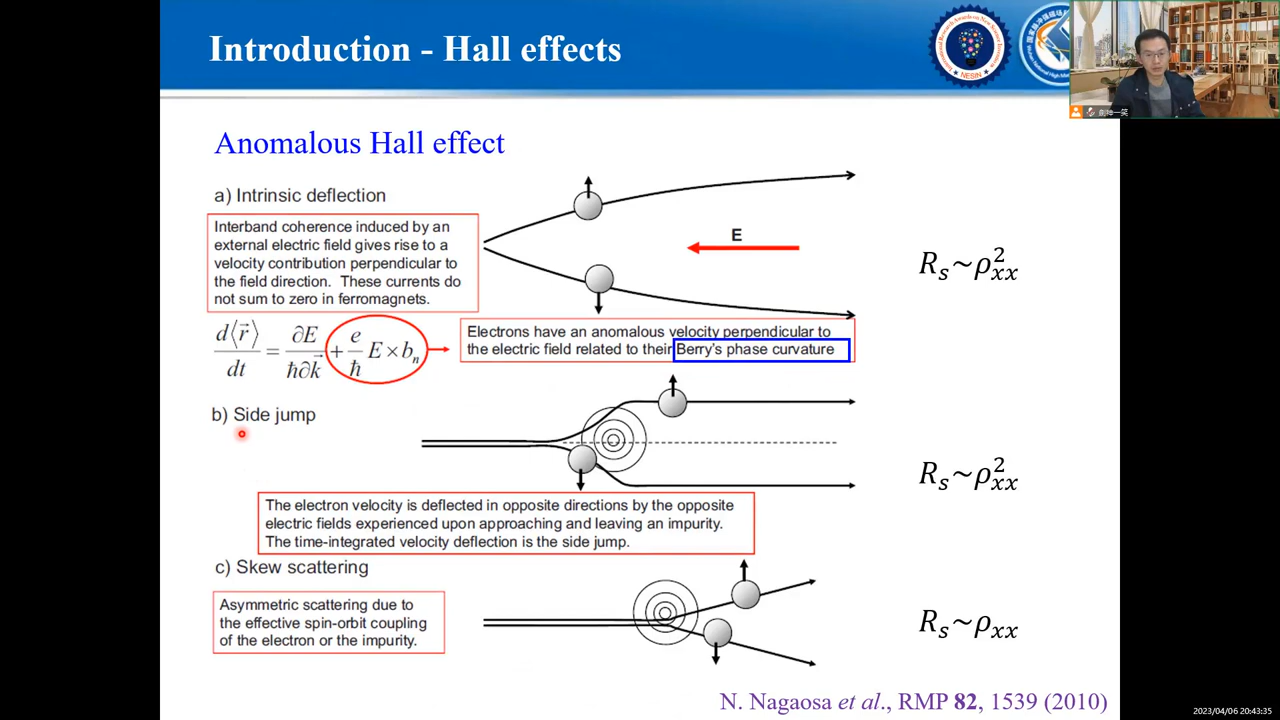 Introduction - Hall effects
NESIN
剑神一笑
Anomalous Hall effect
a) Intrinsic deflection
Interband coherence induced by an
external electric field gives rise to a
velocity contribution perpendicular to
the field direction. These currents do
not sum to zero in ferromagnets.
E
R_s~ρ_xx^2
d⟨r⃗⟩/dt = ∂E/ħ∂k⃗ + e/ħ E × b_n
Electrons have an anomalous velocity perpendicular to
the electric field related to their Berry's phase curvature
b) Side jump
R_s~ρ_xx^2
The electron velocity is deflected in opposite directions by the opposite
electric fields experienced upon approaching and leaving an impurity.
The time-integrated velocity deflection is the side jump.
c) Skew scattering
Asymmetric scattering due to
the effective spin-orbit coupling
of the electron or the impurity.
R_s~ρ_xx
N. Nagaosa et al., RMP 82, 1539 (2010)
2023/04/06 20:43:35